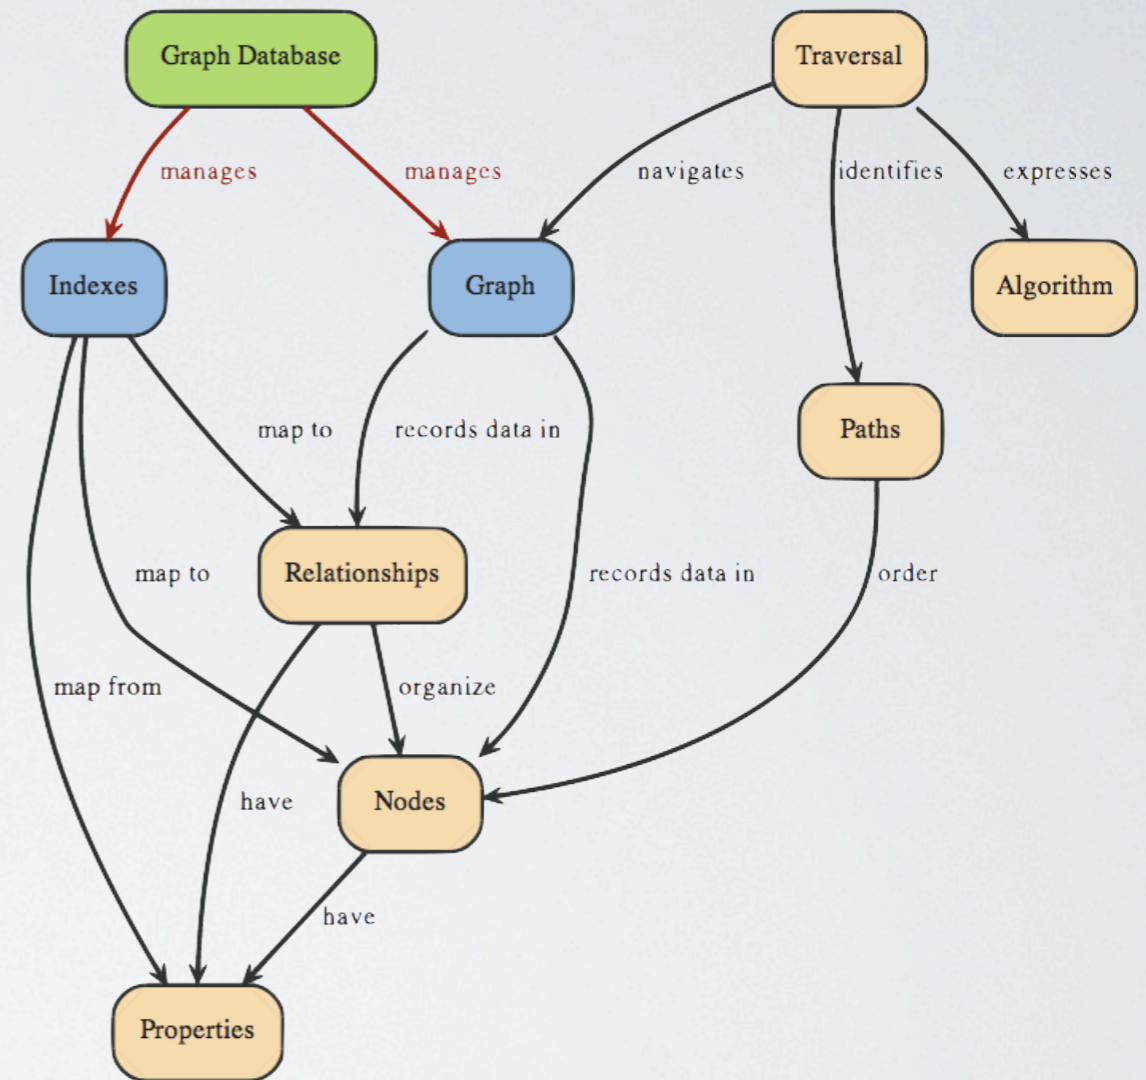 Graph Database
Traversal
manages
manages
navigates
identifies
expresses
Indexes
Graph
Algorithm
map to
records data in
Paths
map to
Relationships
records data in
order
map from
organize
have
Nodes
have
Properties